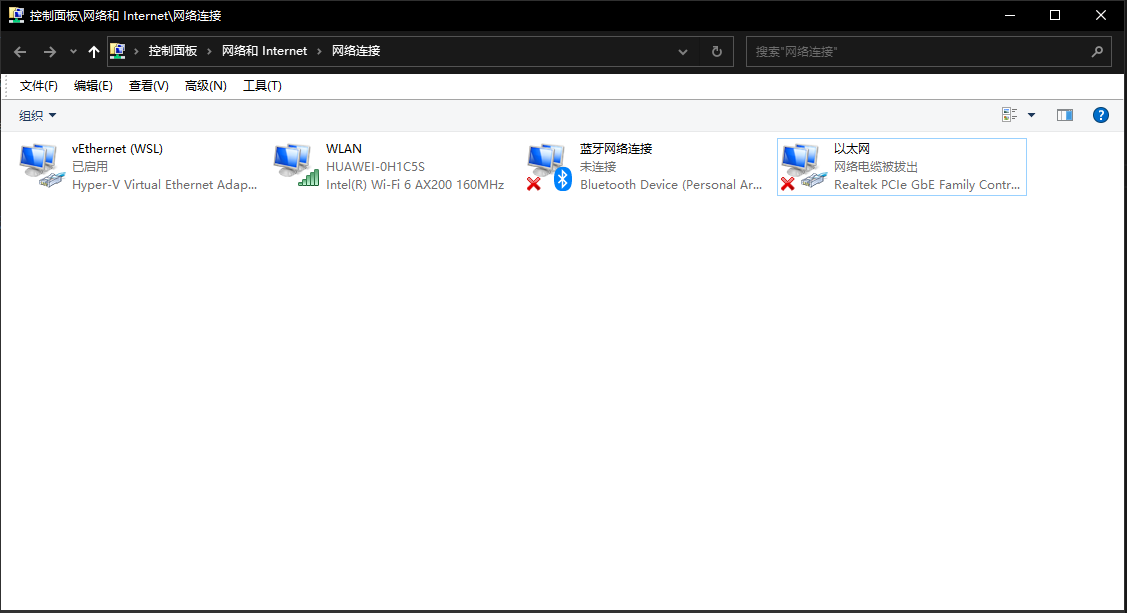 控制面板\网络和 Internet\网络连接
控制面板 网络和 Internet 网络连接
搜索"网络连接"
文件(F) 编辑(E) 查看(V) 高级(N) 工具(T)
组织
vEthernet (WSL)
已启用
Hyper-V Virtual Ethernet Adap...
WLAN
HUAWEI-0H1C5S
Intel(R) Wi-Fi 6 AX200 160MHz
蓝牙网络连接
未连接
Bluetooth Device (Personal Ar...
以太网
网络电缆被拔出
Realtek PCIe GbE Family Contr...